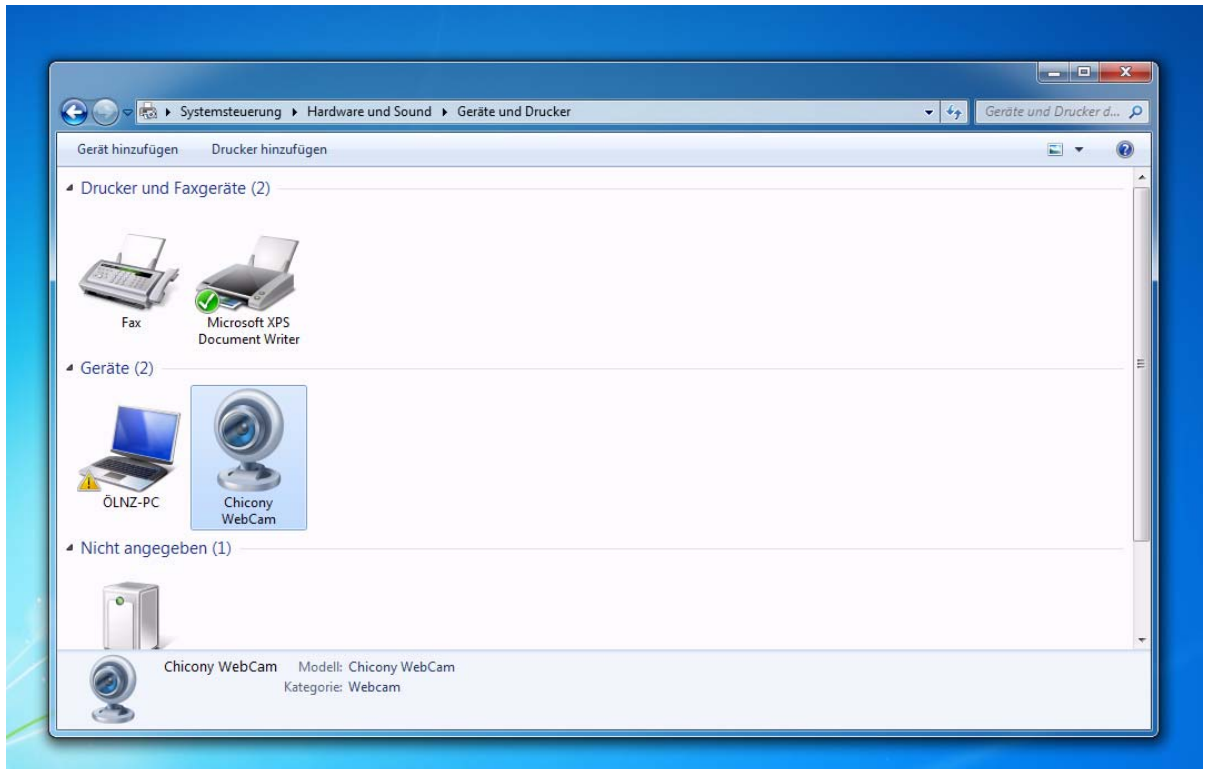 Systemsteuerung ▸ Hardware und Sound ▸ Geräte und Drucker
Geräte und Drucker d...
Gerät hinzufügen Drucker hinzufügen
Drucker und Faxgeräte (2)
Fax
Microsoft XPS
Document Writer
Geräte (2)
ÖLNZ-PC
Chicony
WebCam
Nicht angegeben (1)
Chicony WebCam Modell: Chicony WebCam
Kategorie: Webcam